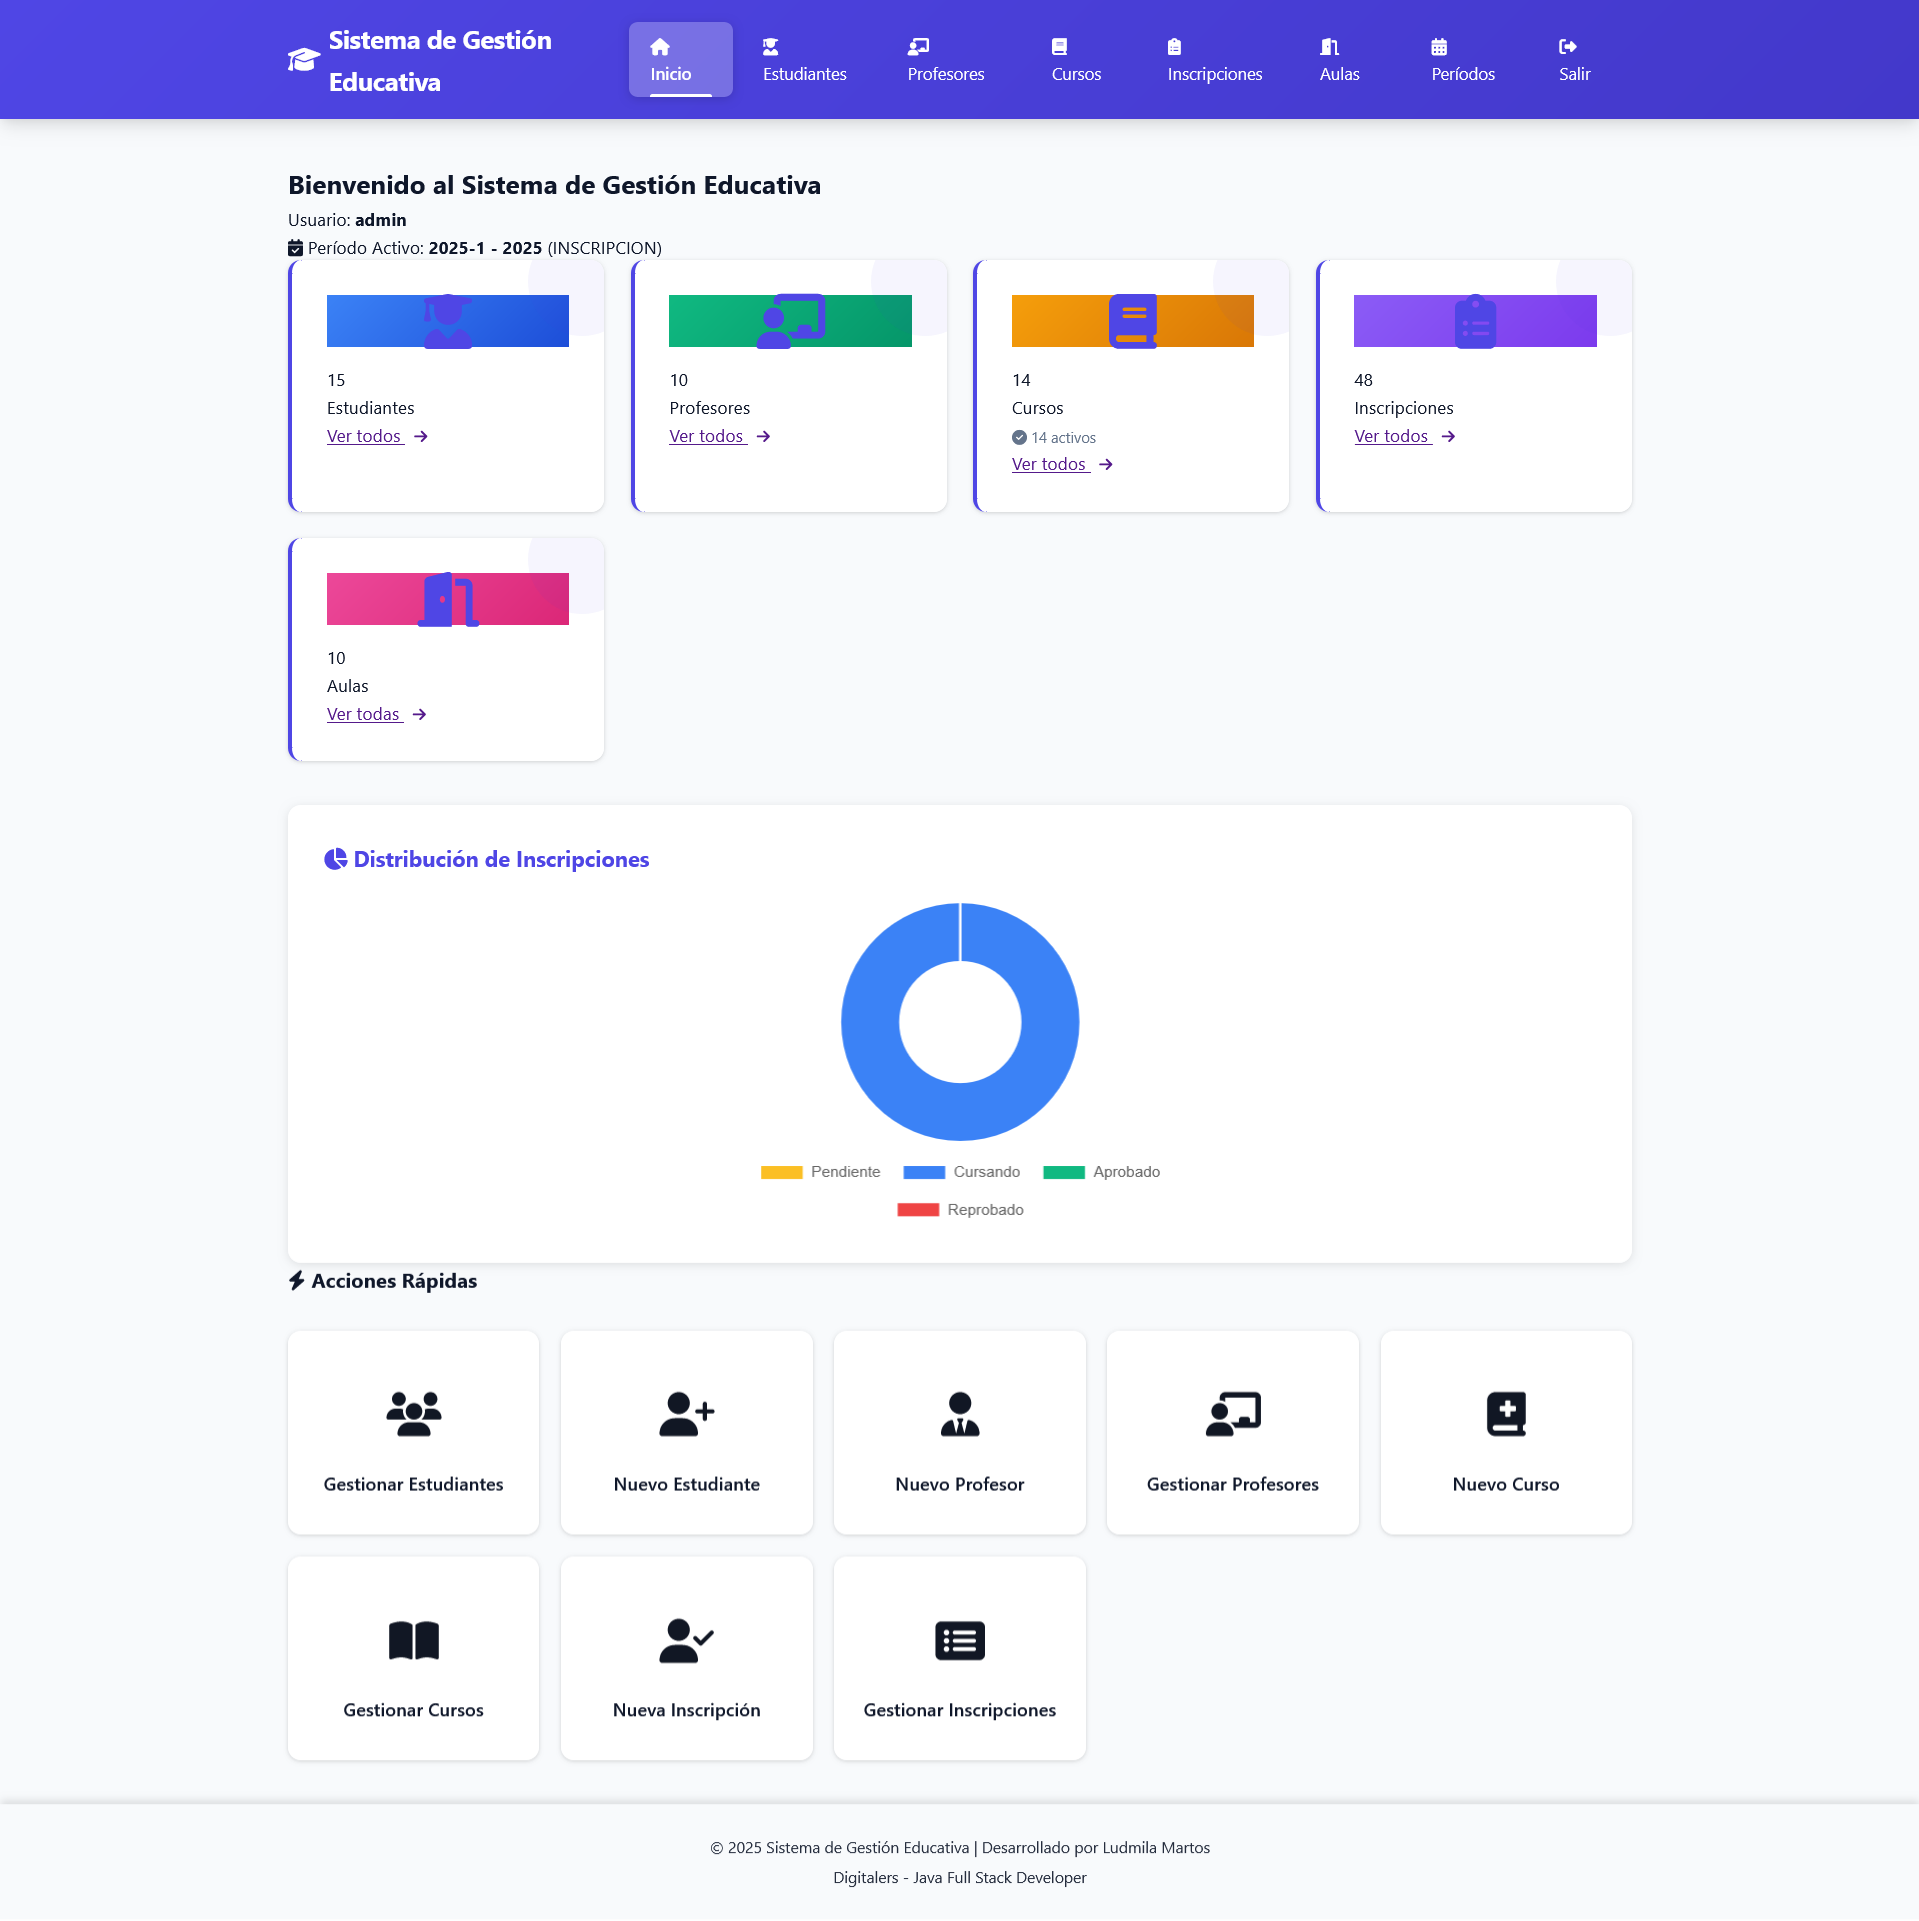 Sistema de Gestión
Educativa
Inicio
Estudiantes
Profesores
Cursos
Inscripciones
Aulas
Períodos
Salir
Bienvenido al Sistema de Gestión Educativa
Usuario: admin
Período Activo: 2025-1 - 2025 (INSCRIPCION)
15
Estudiantes
Ver todos
10
Profesores
Ver todos
14
Cursos
14 activos
Ver todos
48
Inscripciones
Ver todos
10
Aulas
Ver todas
Distribución de Inscripciones
Pendiente
Cursando
Aprobado
Reprobado
Acciones Rápidas
Gestionar Estudiantes
Nuevo Estudiante
Nuevo Profesor
Gestionar Profesores
Nuevo Curso
Gestionar Cursos
Nueva Inscripción
Gestionar Inscripciones
© 2025 Sistema de Gestión Educativa | Desarrollado por Ludmila Martos
Digitalers - Java Full Stack Developer